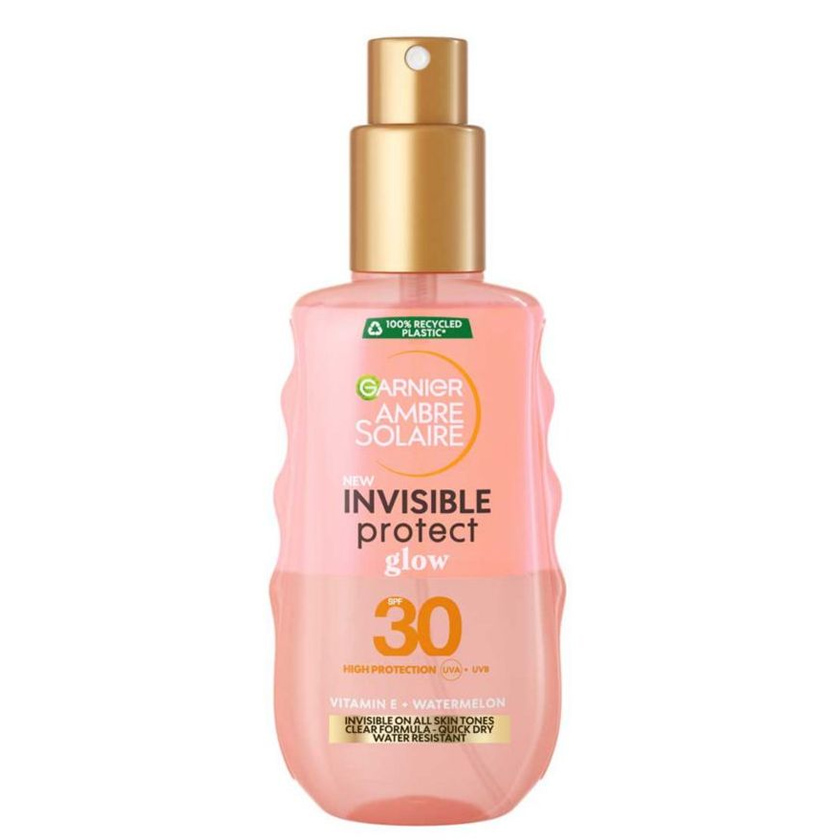 100% RECYCLED
PLASTIC*
GARNIER
AMBRE
SOLAIRE
NEW
INVISIBLE
protect
glow
SPF
30
HIGH PROTECTION UVA + UVB
VITAMIN E + WATERMELON
INVISIBLE ON ALL SKIN TONES
CLEAR FORMULA - QUICK DRY
WATER RESISTANT